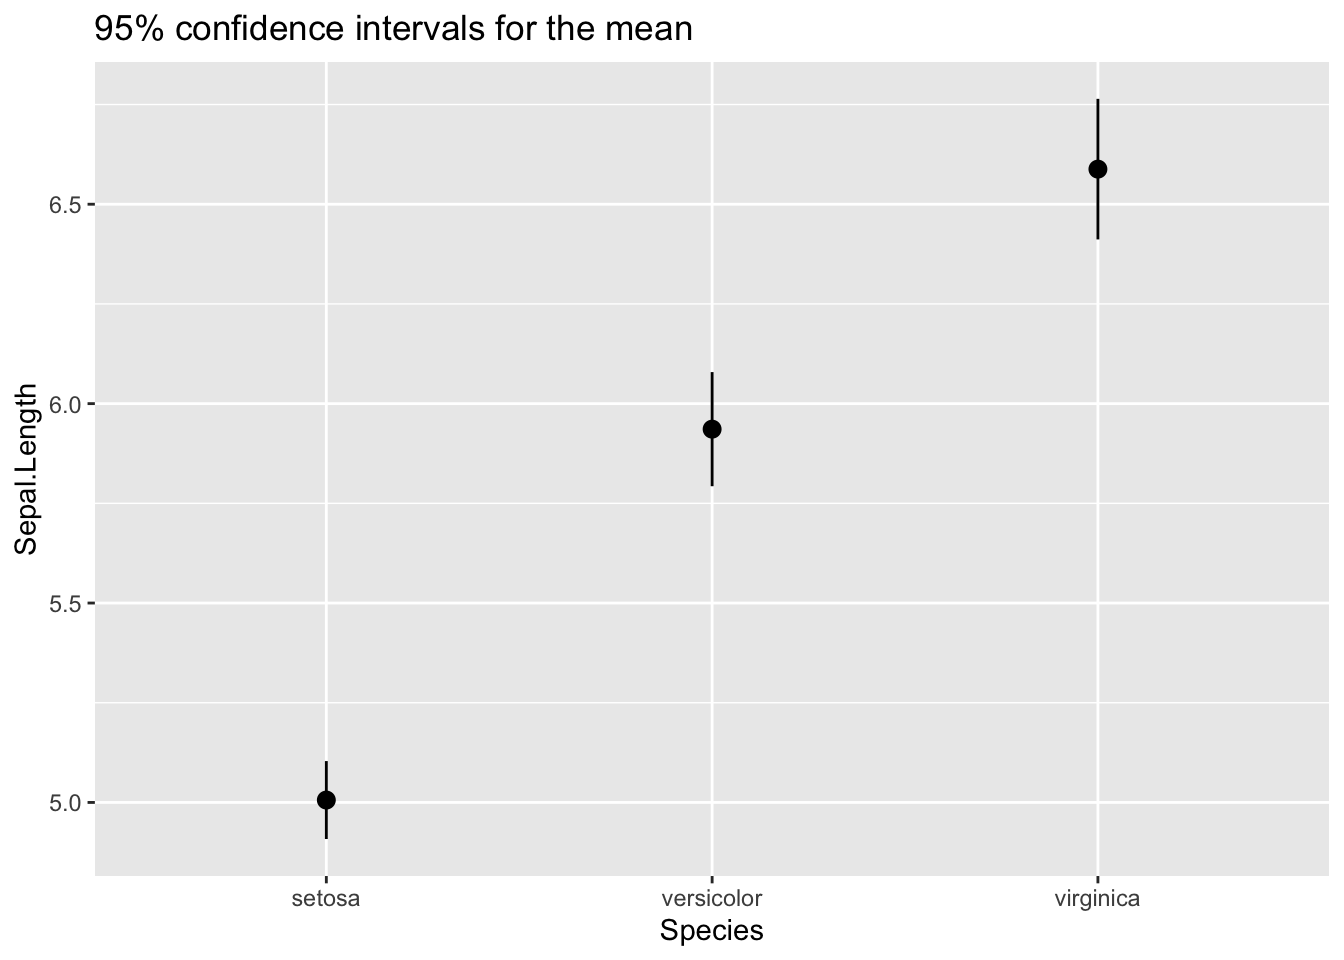 95% confidence intervals for the mean
Sepal.Length
6.5
6.0
5.5
5.0
setosa versicolor virginica
Species